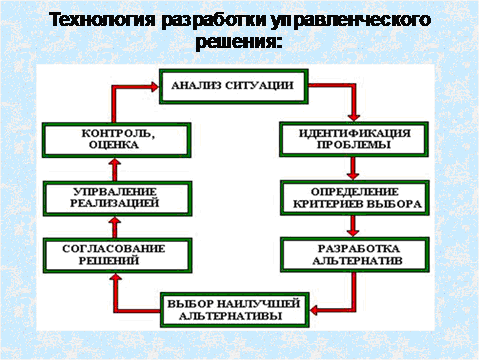 Технология разработки управленческого
решения:
АНАЛИЗ СИТУАЦИИ
ИДЕНТИФИКАЦИЯ
ПРОБЛЕМЫ
ОПРЕДЕЛЕНИЕ
КРИТЕРИЕВ ВЫБОРА
РАЗРАБОТКА
АЛЬТЕРНАТИВ
ВЫБОР НАИЛУЧШЕЙ
АЛЬТЕРНАТИВЫ
СОГЛАСОВАНИЕ
РЕШЕНИЙ
УПРВАЛЕНИЕ
РЕАЛИЗАЦИЕЙ
КОНТРОЛЬ,
ОЦЕНКА